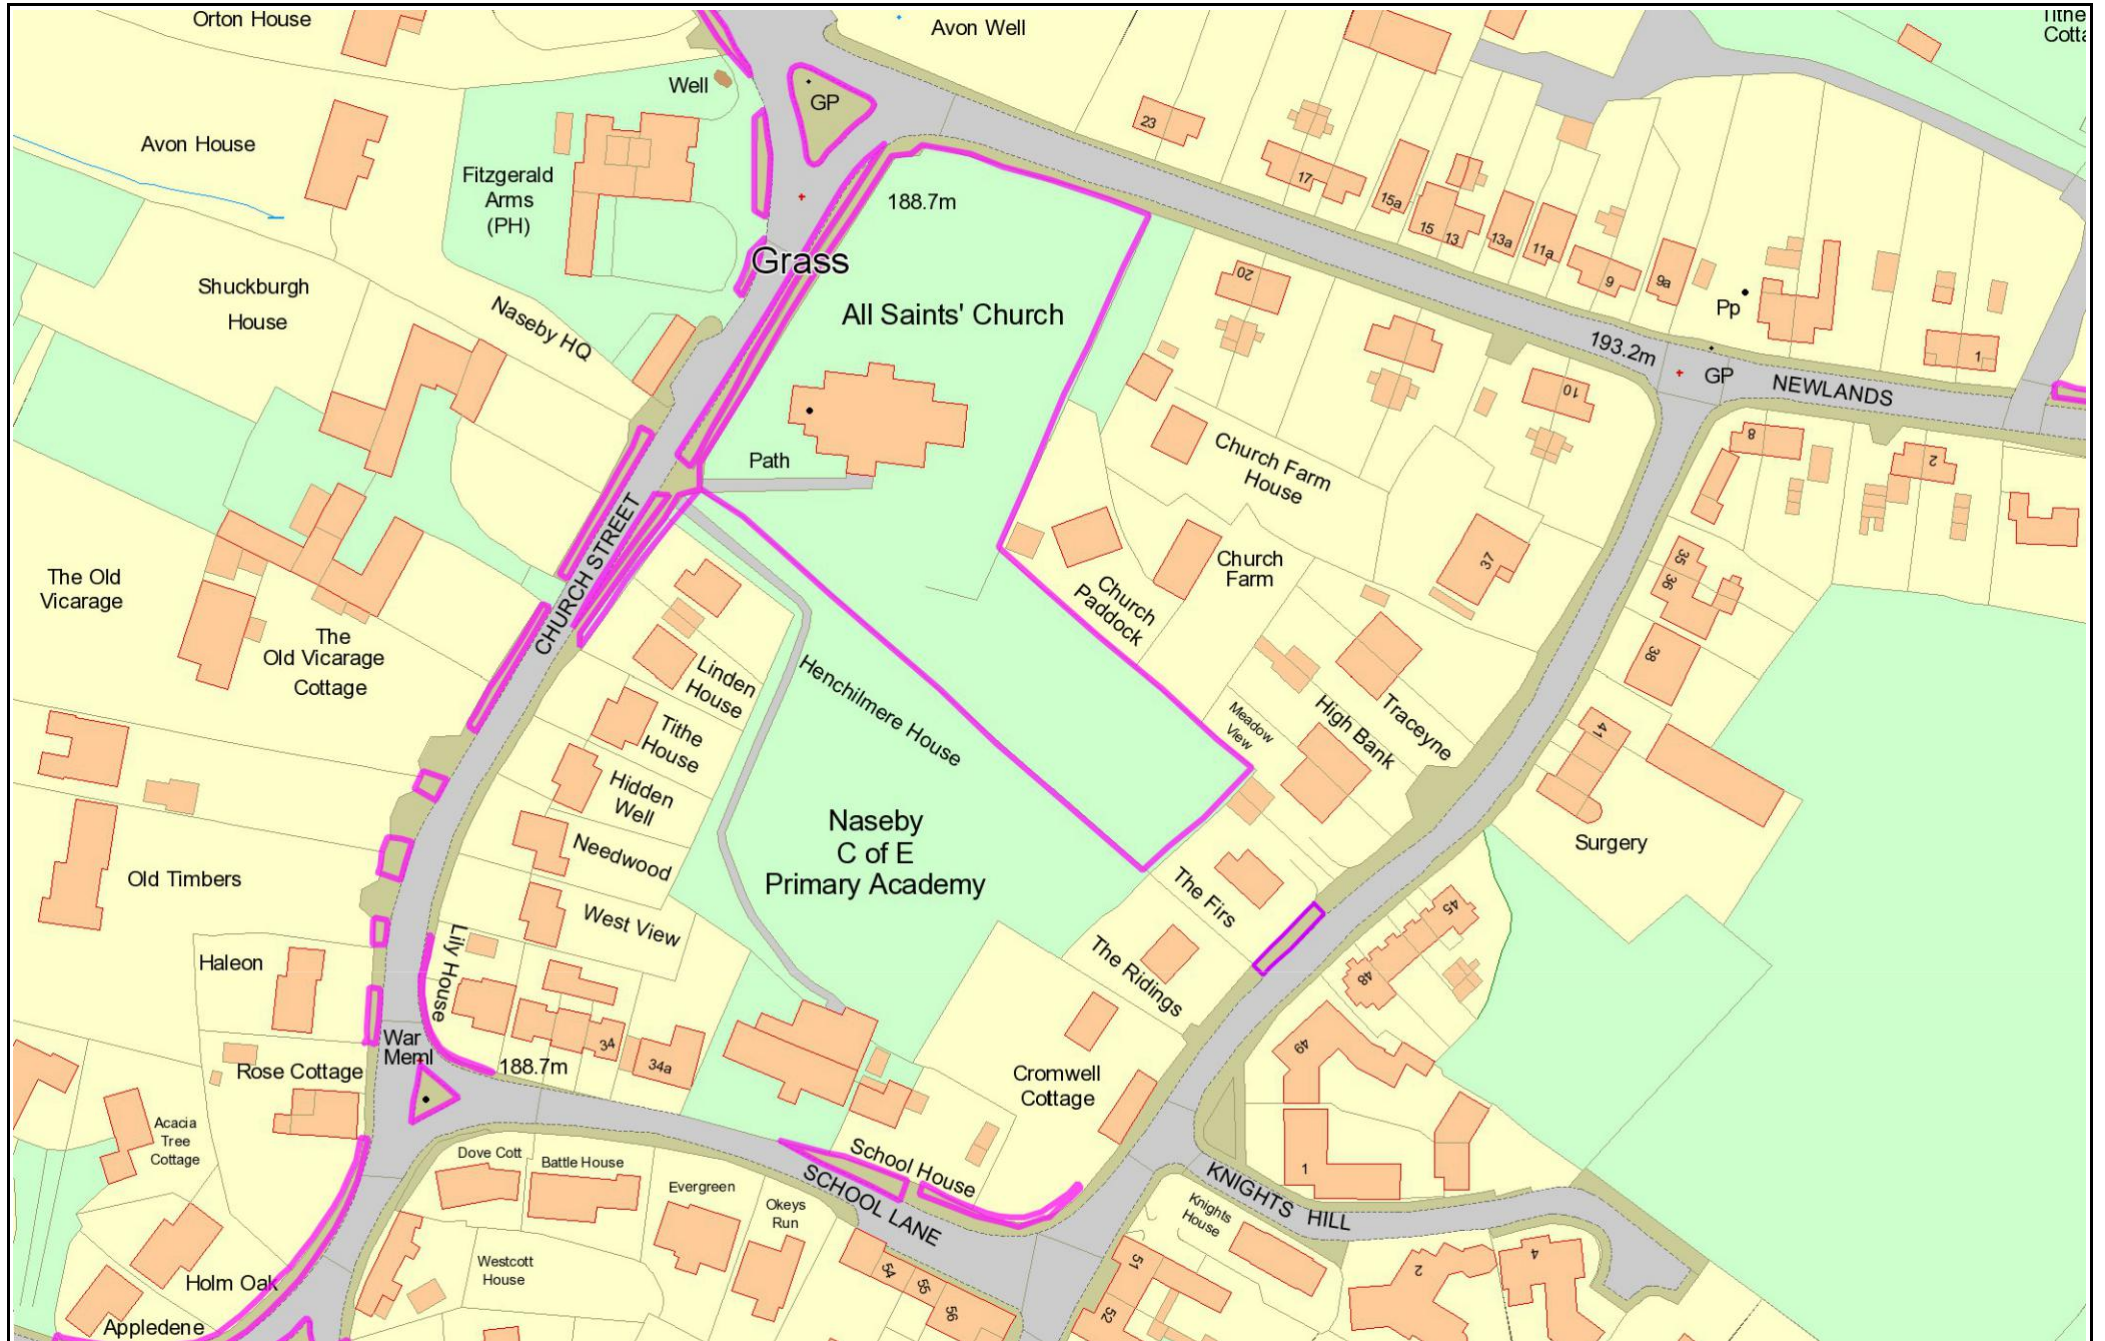 Orton House
Avon Well
Tithe
Cotta
Well
GP
Avon House
Fitzgerald
Arms
(PH)
23
17
15a
15
13
13a
11a
9
9a
188.7m
Grass
20
Shuckburgh
House
Naseby HQ
All Saints' Church
Pp
193.2m
GP
NEWLANDS
1
10
8
2
Path
Church Farm
House
CHURCH STREET
Church
Farm
37
35
36
38
The Old
Vicarage
The
Old Vicarage
Cottage
Church
Paddock
Linden
House
Henchilmere House
Tithe
House
Meadow
View
High Bank
Traceyne
41
Hidden
Well
Needwood
Naseby
C of E
Primary Academy
Surgery
Old Timbers
West View
The Firs
45
48
Haleon
Lily House
The Ridings
War
Meml
34
34a
188.7m
49
Rose Cottage
Cromwell
Cottage
Acacia
Tree
Cottage
School House
SCHOOL LANE
Dove Cott
Battle House
Evergreen
Okeys
Run
1
KNIGHTS HILL
Knights
House
Westcott
House
Holm Oak
Appledene
54
55
56
51
52
2
4